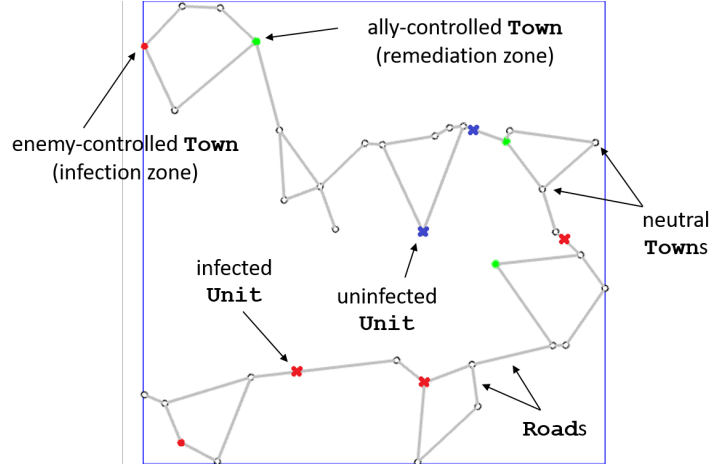 ally-controlled Town
(remediation zone)
enemy-controlled Town
(infection zone)
neutral
Towns
infected
Unit
uninfected
Unit
Roads